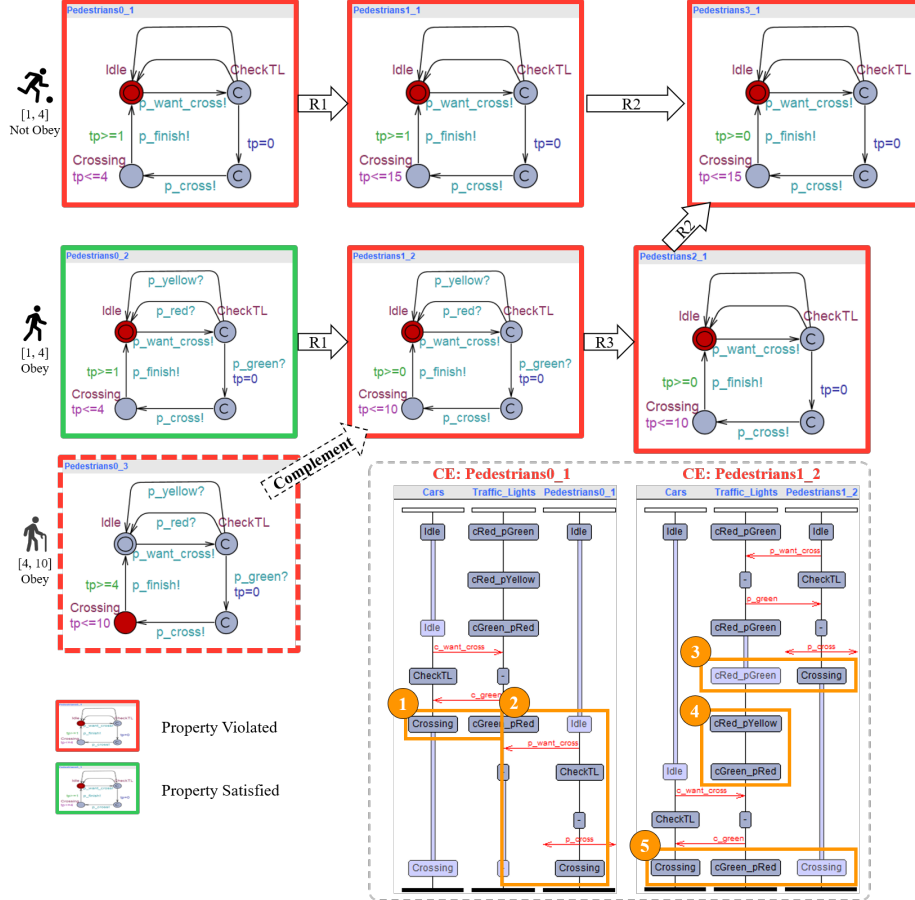 Pedestrians0_1
Idle
CheckTL
p_want_cross!
tp>=1
p_finish!
tp=0
Crossing
tp<=4
p_cross!
C
C
[1, 4]
Not Obey
R1
Pedestrians1_1
Idle
CheckTL
p_want_cross!
tp>=1
p_finish!
tp=0
Crossing
tp<=15
p_cross!
C
C
R2
Pedestrians3_1
Idle
CheckTL
p_want_cross!
tp>=0
p_finish!
tp=0
Crossing
tp<=15
p_cross!
C
C
R2
Pedestrians0_2
p_yellow?
Idle
p_red?
CheckTL
p_want_cross!
p_green?
tp>=1
p_finish!
tp=0
Crossing
tp<=4
p_cross!
C
C
[1, 4]
Obey
R1
Pedestrians1_2
p_yellow?
Idle
p_red?
CheckTL
p_want_cross!
p_green?
tp>=0
p_finish!
tp=0
Crossing
tp<=10
p_cross!
C
C
R3
Pedestrians2_1
Idle
CheckTL
p_want_cross!
tp>=0
p_finish!
tp=0
Crossing
tp<=10
p_cross!
C
C
Pedestrians0_3
p_yellow?
Idle
p_red?
CheckTL
p_want_cross!
p_green?
tp>=4
p_finish!
tp=0
Crossing
tp<=10
p_cross!
C
C
[4, 10]
Obey
Complement
Property Violated
Property Satisfied
CE: Pedestrians0_1
Cars Traffic_Lights Pedestrians0_1
Idle cRed_pGreen Idle
cRed_pYellow
Idle cGreen_pRed
c_want_cross
CheckTL -
c_green
1 2
Crossing cGreen_pRed Idle
p_want_cross
- CheckTL
-
p_cross
Crossing - Crossing
CE: Pedestrians1_2
Cars Traffic_Lights Pedestrians1_2
Idle cRed_pGreen Idle
p_want_cross
- CheckTL
p_green
cRed_pGreen -
p_cross
3
cRed_pGreen Crossing
4
cRed_pYellow
Idle cGreen_pRed
c_want_cross
CheckTL -
c_green
5
Crossing cGreen_pRed Crossing